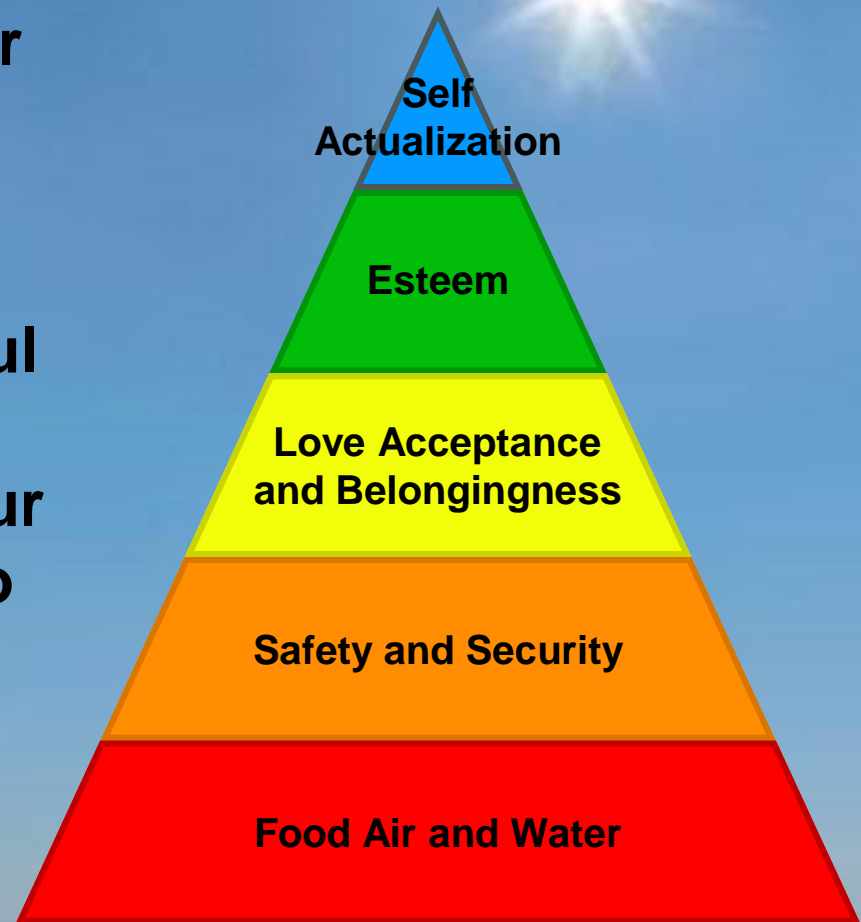 Self
Actualization
Esteem
Love Acceptance
and Belongingness
Safety and Security
Food Air and Water